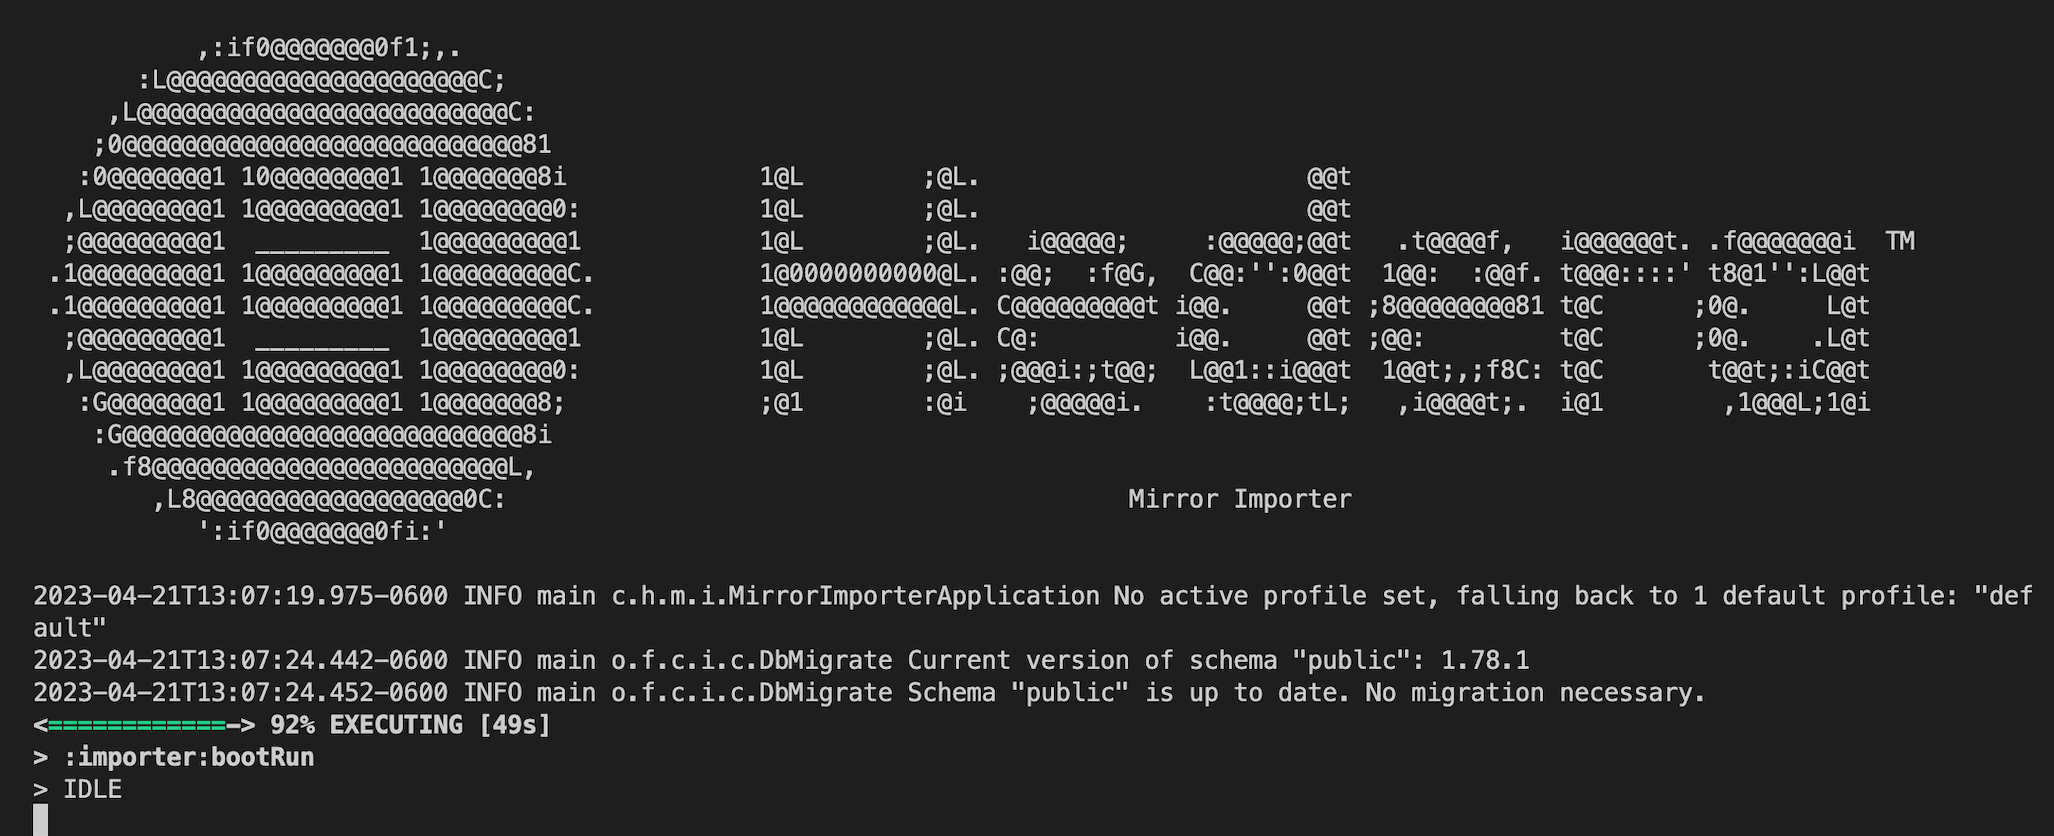 ,:if0@@@@@@@0f1;,.
        :L@@@@@@@@@@@@@@@@@@@@@C;
      ,L@@@@@@@@@@@@@@@@@@@@@@@@@C:
     ;0@@@@@@@@@@@@@@@@@@@@@@@@@@@81
    :0@@@@@@@1 10@@@@@@@@1 1@@@@@@@8i             1@L        ;@L.                      @@t
   ,L@@@@@@@@1 1@@@@@@@@@1 1@@@@@@@@0:            1@L        ;@L.                      @@t
   ;@@@@@@@@@1  _________  1@@@@@@@@@1            1@L        ;@L.   i@@@@@;     :@@@@@;@@t   .t@@@@f,   i@@@@@@t. .f@@@@@@@i  TM
  .1@@@@@@@@@1 1@@@@@@@@@1 1@@@@@@@@@C.           1@0000000000@L. :@@;  :f@G,  C@@:'':0@@t  1@@:  :@@f. t@@@::::' t8@1'':L@@t
  .1@@@@@@@@@1 1@@@@@@@@@1 1@@@@@@@@@C.           1@@@@@@@@@@@@L. C@@@@@@@@@t i@@.     @@t ;8@@@@@@@@81 t@C      ;0@.     L@t
   ;@@@@@@@@@1  _________  1@@@@@@@@@1            1@L        ;@L. C@:         i@@.     @@t ;@@:         t@C      ;0@.    .L@t
   ,L@@@@@@@@1 1@@@@@@@@@1 1@@@@@@@@0:            1@L        ;@L. ;@@@i:;t@@;  L@@1::i@@@t  1@@t;,;f8C: t@C       t@@t;:iC@@t
    :G@@@@@@@1 1@@@@@@@@@1 1@@@@@@@8;             ;@1        :@i    ;@@@@@i.    :t@@@@;tL;   ,i@@@@t;.  i@1        ,1@@@L;1@i
     :G@@@@@@@@@@@@@@@@@@@@@@@@@@@8i
      .f8@@@@@@@@@@@@@@@@@@@@@@@@L,
         ,L8@@@@@@@@@@@@@@@@@@0C:                                          Mirror Importer
            ':if0@@@@@@@0fi:'
2023-04-21T13:07:19.975-0600 INFO main c.h.m.i.MirrorImporterApplication No active profile set, falling back to 1 default profile: "def
ault"
2023-04-21T13:07:24.442-0600 INFO main o.f.c.i.c.DbMigrate Current version of schema "public": 1.78.1
2023-04-21T13:07:24.452-0600 INFO main o.f.c.i.c.DbMigrate Schema "public" is up to date. No migration necessary.
<============-> 92% EXECUTING [49s]
> :importer:bootRun
> IDLE